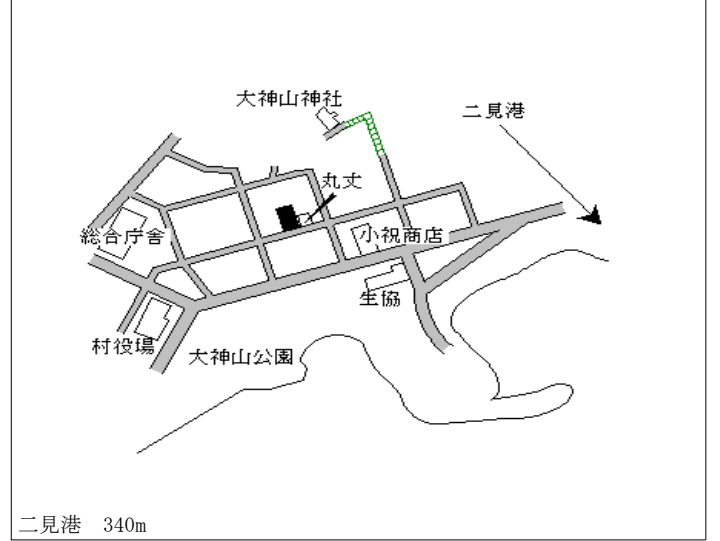 大神山神社
二見港
丸丈
総合庁舎
小祝商店
生協
村役場
大神山公園
二見港　340m